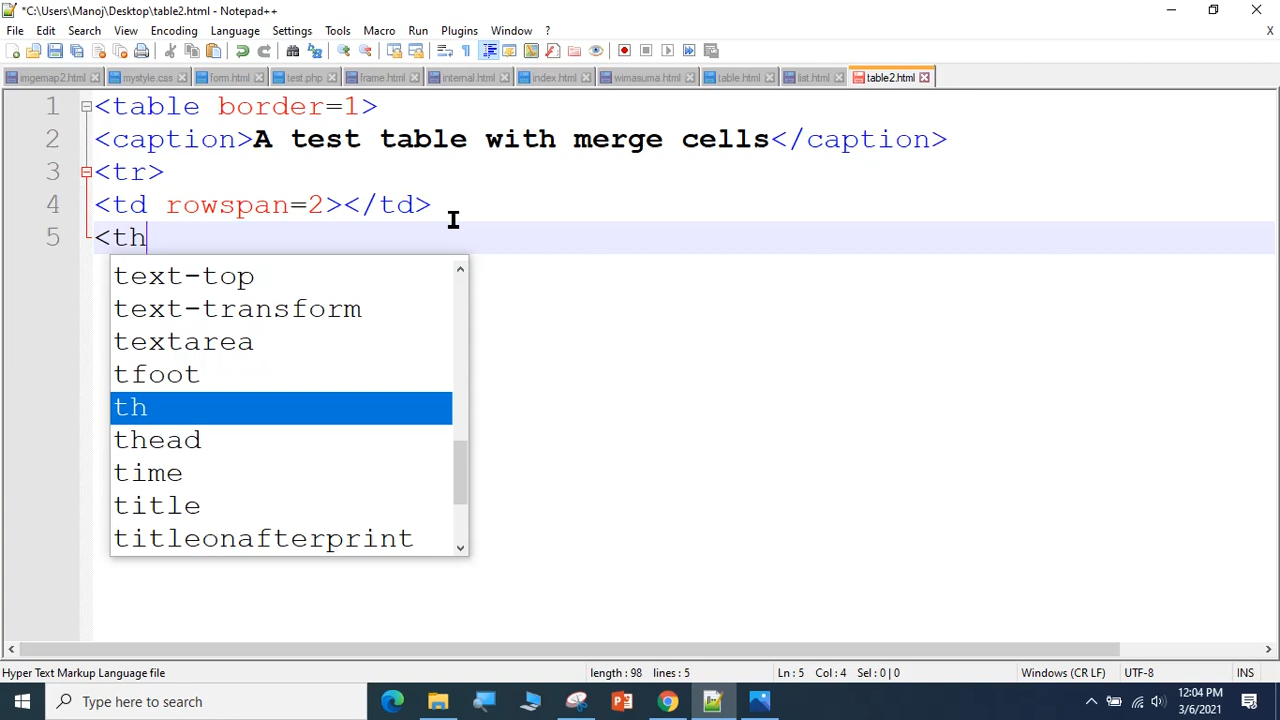 *C:\Users\Manoj\Desktop\table2.html - Notepad++
File Edit Search View Encoding Language Settings Tools Macro Run Plugins Window ? X
imgemap2.html mystyle.css form.html test.php frame.html internal.html index.html wimasuma.html table.html list.html table2.html
1 <table border=1>
2 <caption>A test table with merge cells</caption>
3 <tr>
4 <td rowspan=2></td>
5 <th
text-top
text-transform
textarea
tfoot
th
thead
time
title
titleonafterprint
Hyper Text Markup Language file length : 98 lines : 5 Ln : 5 Col : 4 Sel : 0 | 0 Windows (CR LF) UTF-8 INS
Type here to search 12:04 PM
3/6/2021